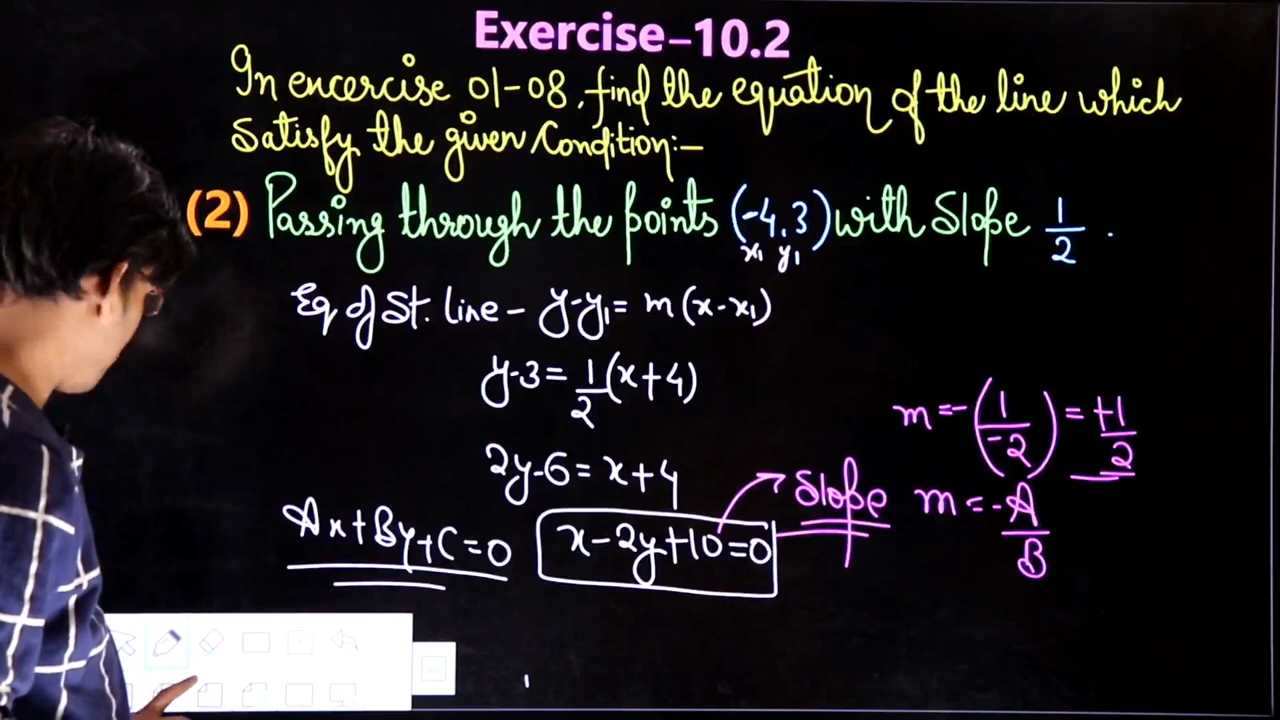 Exercise-10.2
In encercise 01-08, find the equation of the line which
Satisfy the given Condition:-
(2) Passing through the points (-4,3) with Slope 1/2 .
x₁ y₁
Eq of St. line - y-y₁ = m(x-x₁)
y-3 = 1/2 (x+4)
2y-6 = x+4
Ax+By+C=0
x-2y+10=0
Slope m = -A/B
m = -(1/-2) = +1/2